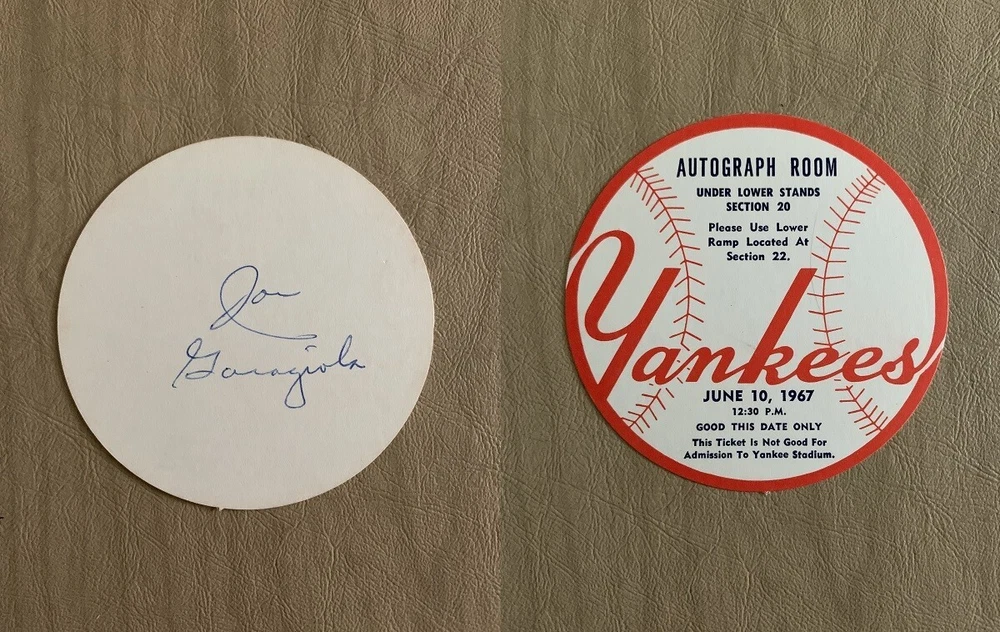 Joe
Garagiola
AUTOGRAPH ROOM
UNDER LOWER STANDS
SECTION 20
Please Use Lower
Ramp Located At
Section 22.
Yankees
JUNE 10, 1967
12:30 P.M.
GOOD THIS DATE ONLY
This Ticket Is Not Good For
Admission To Yankee Stadium.